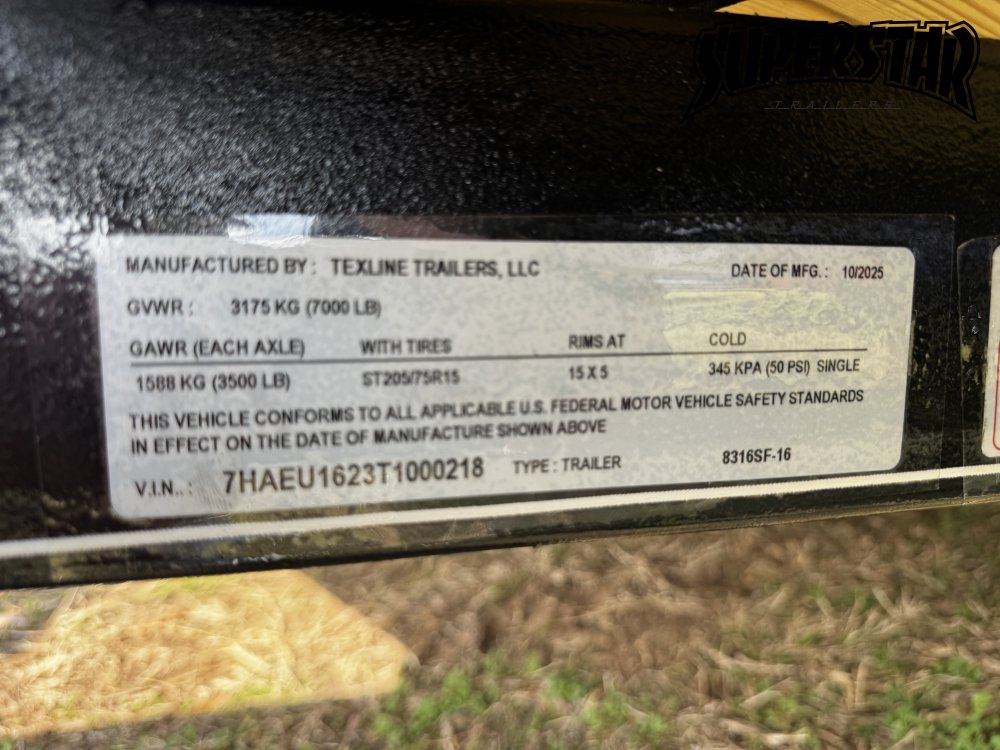 SUPERSTAR
TRAILERS
MANUFACTURED BY : TEXLINE TRAILERS, LLC DATE OF MFG. : 10/2025
GVWR : 3175 KG (7000 LB)
GAWR (EACH AXLE) WITH TIRES RIMS AT COLD
1588 KG (3500 LB) ST205/75R15 15 X 5 345 KPA (50 PSI) SINGLE
THIS VEHICLE CONFORMS TO ALL APPLICABLE U.S. FEDERAL MOTOR VEHICLE SAFETY STANDARDS
IN EFFECT ON THE DATE OF MANUFACTURE SHOWN ABOVE
V.I.N.. : 7HAEU1623T1000218 TYPE : TRAILER 8316SF-16